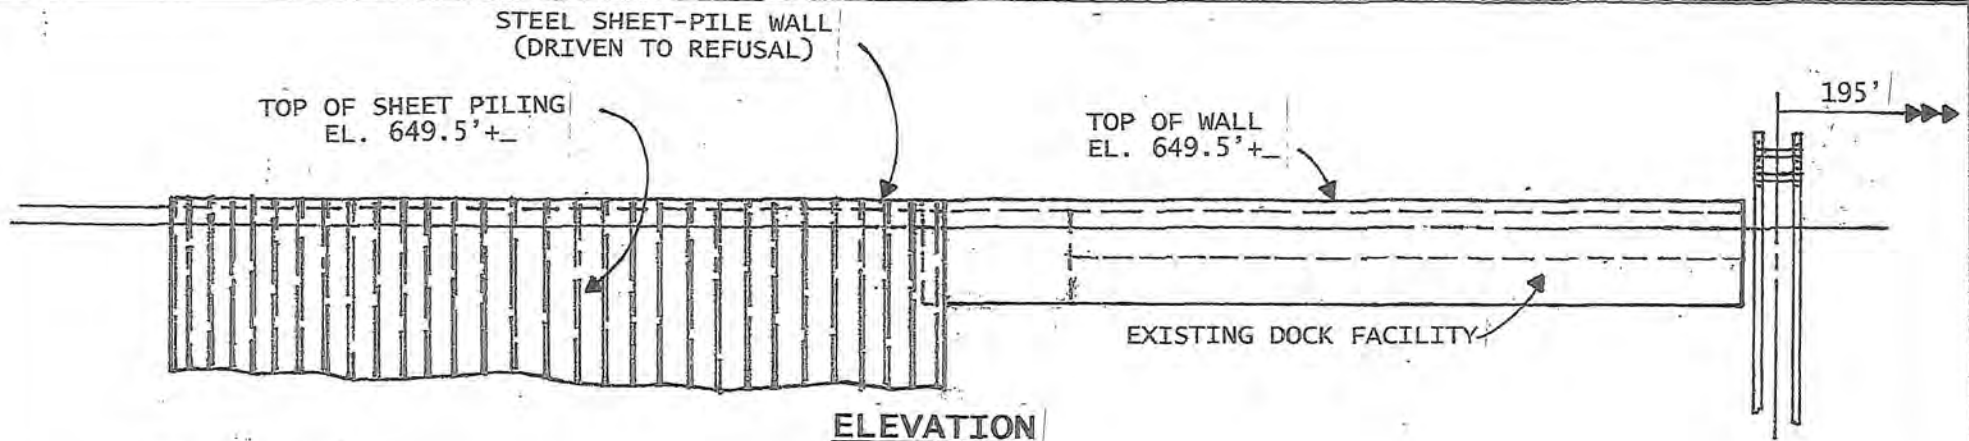 STEEL SHEET-PILE WALL
(DRIVEN TO REFUSAL)
TOP OF SHEET PILING
EL. 649.5'+_
TOP OF WALL
EL. 649.5'+_
195'
EXISTING DOCK FACILITY
ELEVATION